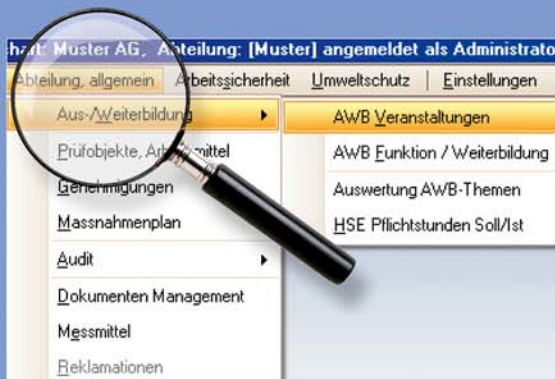 haft: Muster AG, Abteilung: [Muster] angemeldet als Administrato
Abteilung, allgemein Arbeitssicherheit Umweltschutz Einstellungen
Aus-/Weiterbildung
Prüfobjekte, Arbeitsmittel
Genehmigungen
Massnahmenplan
Audit
Dokumenten Management
Messmittel
Reklamationen
AWB Veranstaltungen
AWB Funktion / Weiterbildung
Auswertung AWB-Themen
HSE Pflichtstunden Soll/Ist